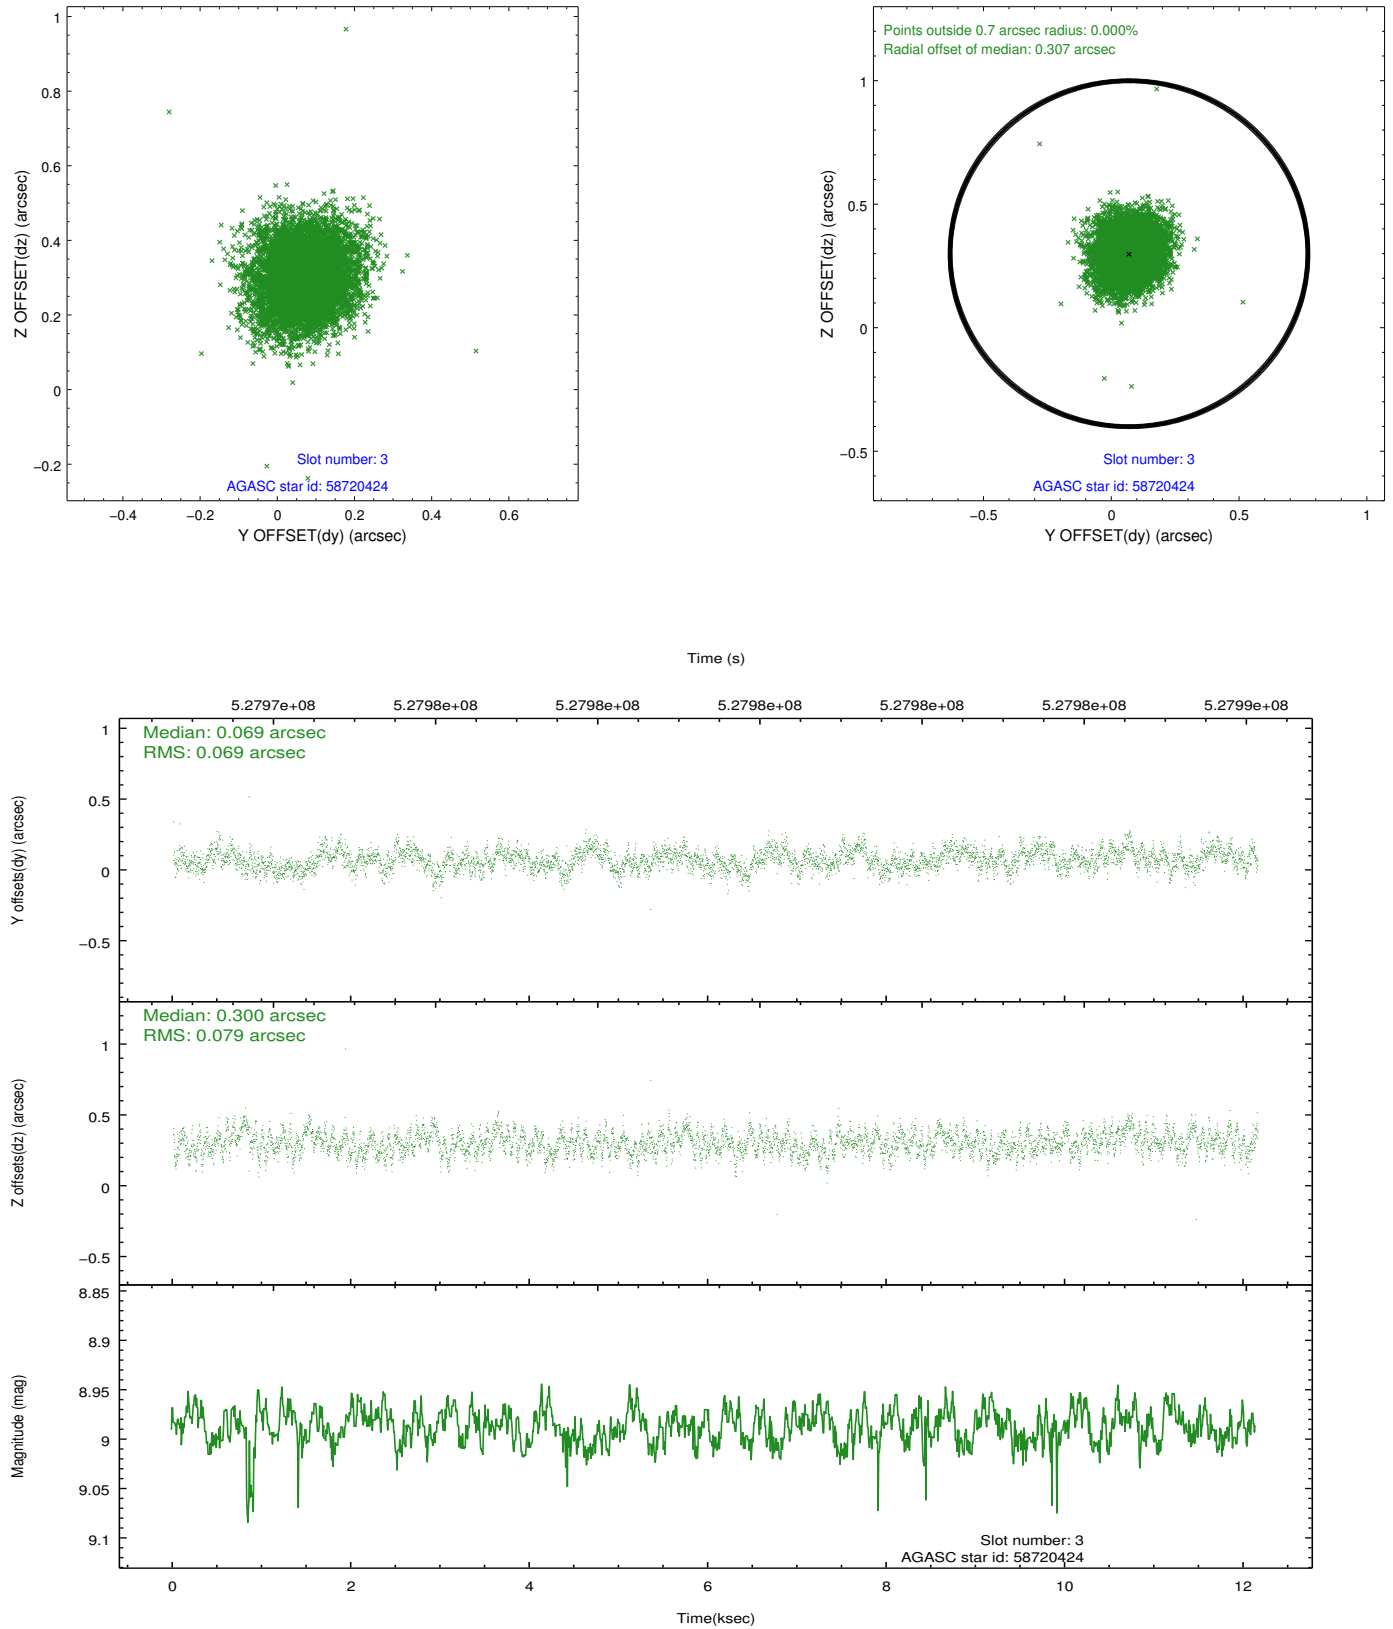 1
0.8
0.6
0.4
0.2
0
−0.2
−0.4
−0.2
0
0.2
0.4
0.6
Z OFFSET(dz) (arcsec)
Y OFFSET(dy) (arcsec)
Slot number: 3
AGASC star id: 58720424
Points outside 0.7 arcsec radius: 0.000%
Radial offset of median: 0.307 arcsec
1
0.5
0
−0.5
−0.5
0
0.5
1
Z OFFSET(dz) (arcsec)
Y OFFSET(dy) (arcsec)
Slot number: 3
AGASC star id: 58720424
Time (s)
5.2797e+08
5.2798e+08
5.2798e+08
5.2798e+08
5.2798e+08
5.2798e+08
5.2799e+08
Median: 0.069 arcsec
RMS: 0.069 arcsec
1
0.5
0
−0.5
Y offsets(dy) (arcsec)
Median: 0.300 arcsec
RMS: 0.079 arcsec
1
0.5
0
−0.5
Z offsets(dz) (arcsec)
8.85
8.9
8.95
9
9.05
9.1
Magnitude (mag)
Slot number: 3
AGASC star id: 58720424
0
2
4
6
8
10
12
Time(ksec)